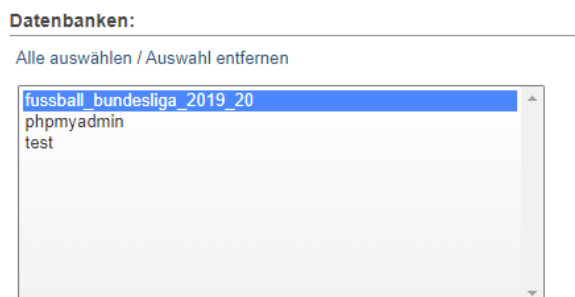 Datenbanken:
Alle auswählen / Auswahl entfernen
fussball_bundesliga_2019_20
phpmyadmin
test